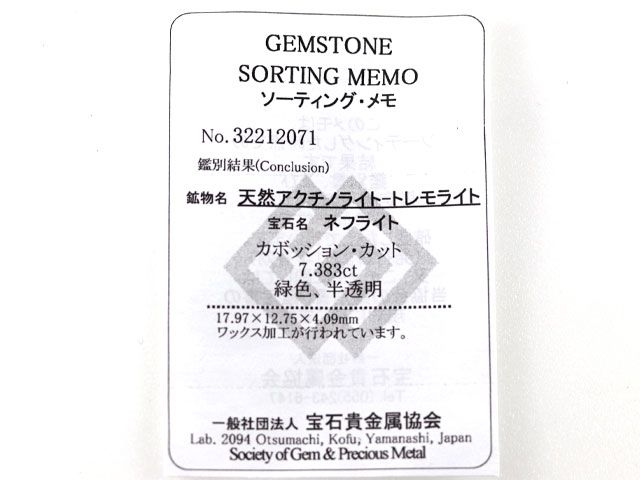 GEMSTONE
SORTING MEMO
ソーティング・メモ
No. 32212071
鑑別結果(Conclusion)
鉱物名 天然アクチノライト−トレモライト
宝石名 ネフライト
カボッション・カット
7.383ct
緑色、半透明
17.97×12.75×4.09mm
ワックス加工が行われています。
一般社団法人 宝石貴金属協会
Lab. 2094 Otsumachi, Kofu, Yamanashi, Japan
Society of Gem & Precious Metal